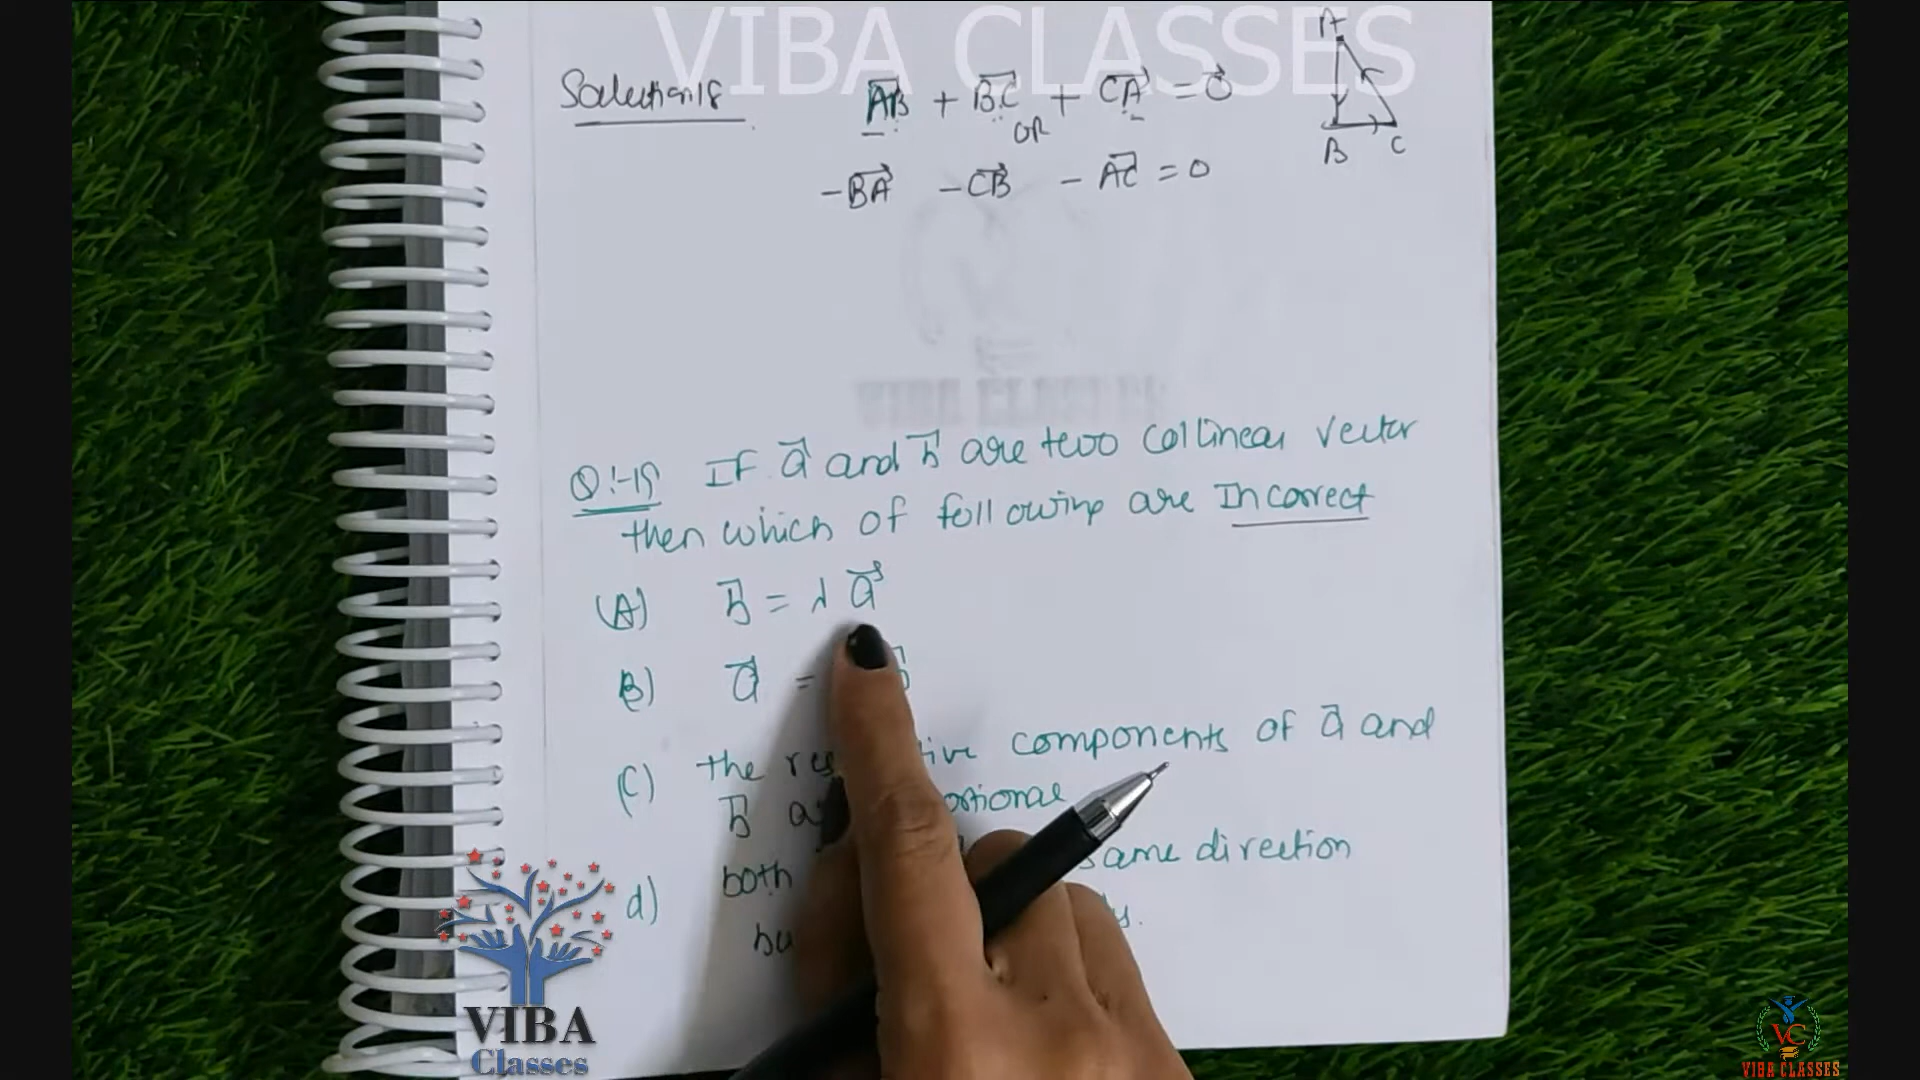 VIBA CLASSES
Solution 18
AB + BC + CA = 0
OR
-BA -CB - AC = 0
A
B C
Q:-19 If a and b are two collinear vector
then which of following are Incorrect
(A) b = λ a
B) a =
(C) the components of a and
b
d) both same direction
VIBA
Classes
VC
VIBA CLASSES